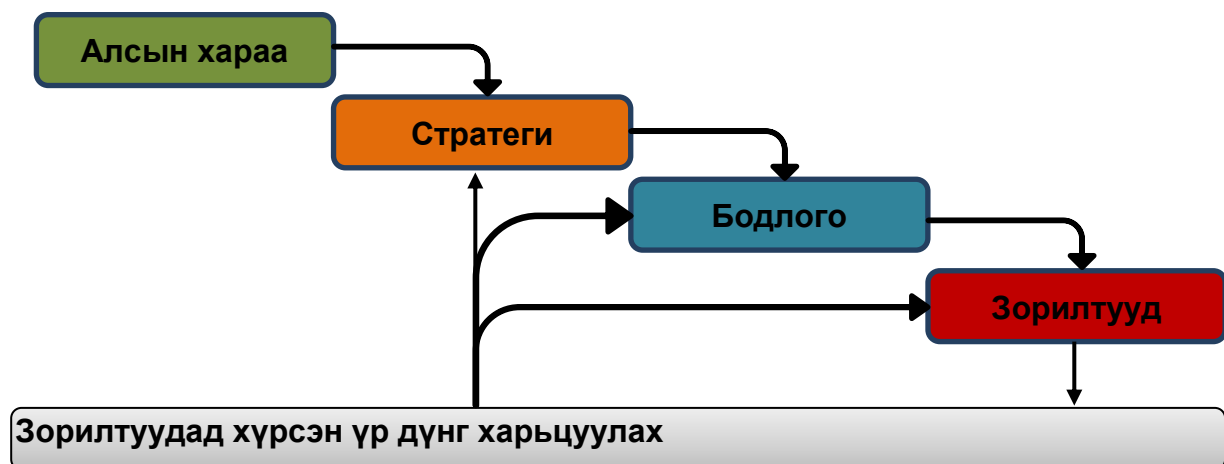 Алсын хараа
Стратеги
Бодлого
Зорилтууд
Зорилтуудад хүрсэн үр дүнг харьцуулах